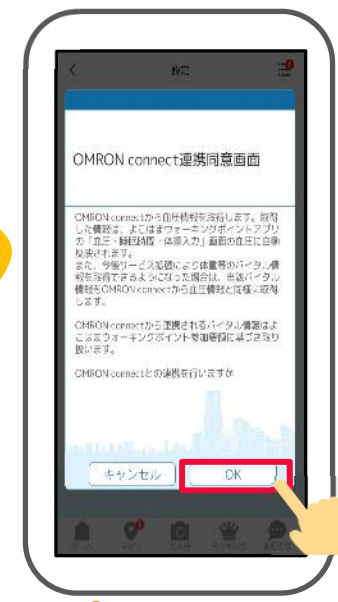 設定
OMRON connect連携同意画面
OMRON connectから血圧情報を取得します。取得
した情報は、よこはまウォーキングポイントアプリ
の「血圧・睡眠時間・体重入力」画面の血圧に自動
反映されます。
また、今後サービス拡張により体重等のバイタル情
報を取得できるようになった場合は、当該バイタル
情報をOMRON connectから血圧情報と同様に取得
します。
OMRON connectから連携されるバイタル情報はよ
こはまウォーキングポイント参加要領に基づき取り
扱います。
OMRON connectとの連携を行いますか
キャンセル
OK
ホーム
マップ
ランキング